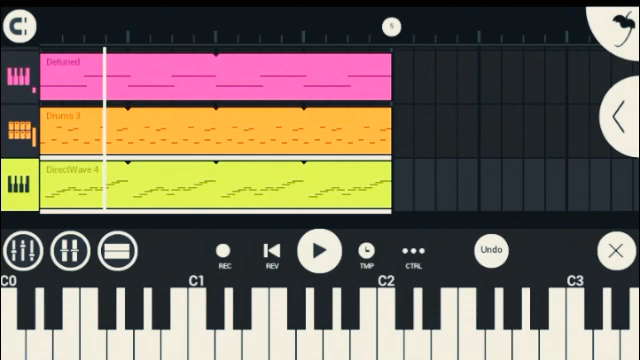 Detuned
Drums 3
DirectWave 4
REC
REV
TMP
CTRL
Undo
C0
C1
C2
C3